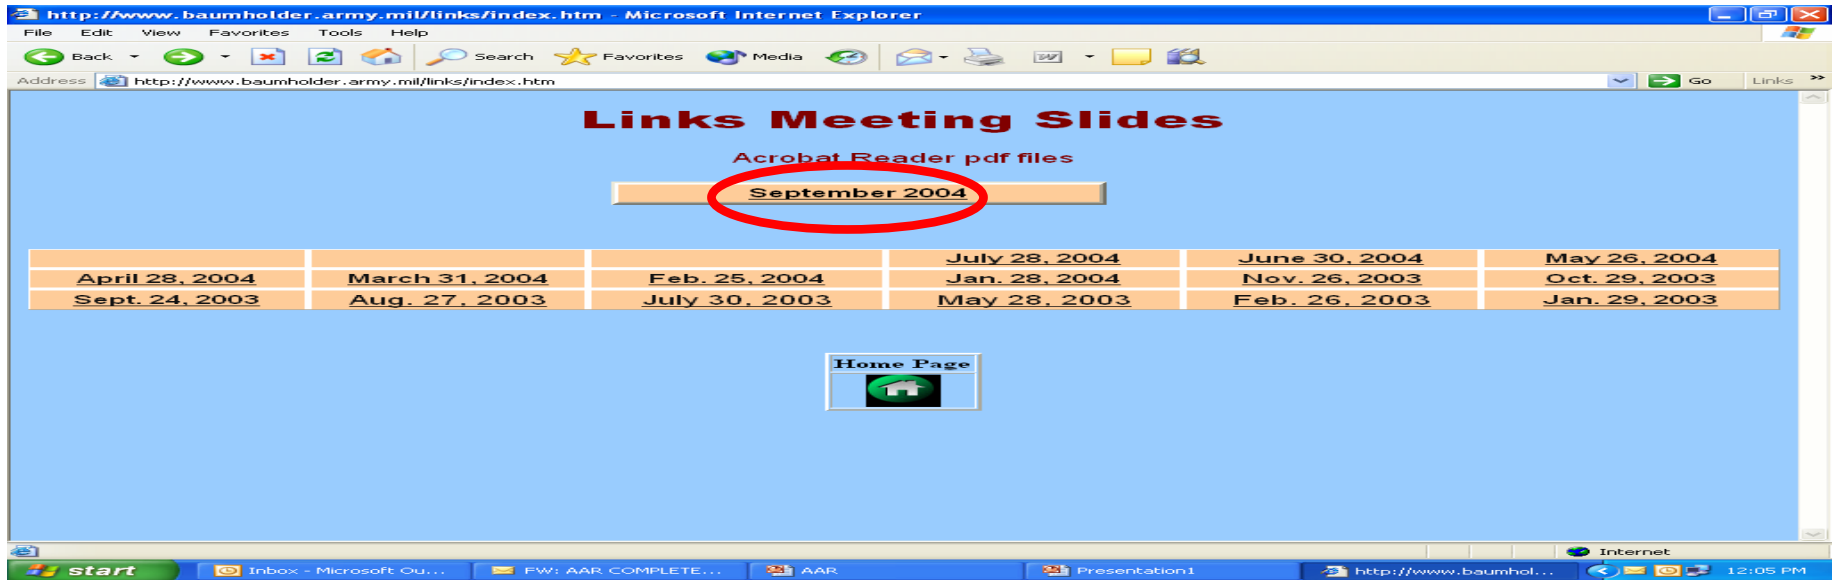 http://www.baumholder.army.mil/links/index.htm - Microsoft Internet Explorer
File Edit View Favorites Tools Help
Back Search Favorites Media
Address http://www.baumholder.army.mil/links/index.htm Go Links »
Links Meeting Slides
Acrobat Reader pdf files
September 2004
July 28, 2004 June 30, 2004 May 26, 2004
April 28, 2004 March 31, 2004 Feb. 25, 2004 Jan. 28, 2004 Nov. 26, 2003 Oct. 29, 2003
Sept. 24, 2003 Aug. 27, 2003 July 30, 2003 May 28, 2003 Feb. 26, 2003 Jan. 29, 2003
Home Page
Internet
start Inbox - Microsoft Ou... FW: AAR COMPLETE... AAR Presentation1 http://www.baumhol... 12:05 PM